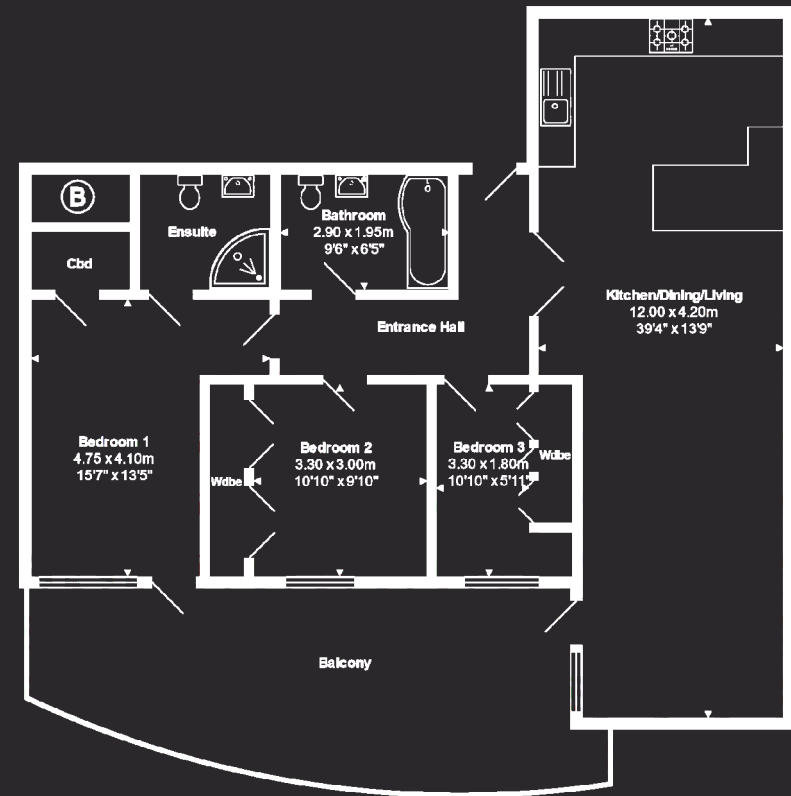 B
Ensuite
Bathroom
2.90 x 1.95m
9'6" x 6'5"
Cbd
Kitchen/Dining/Living
12.00 x 4.20m
39'4" x 13'9"
Entrance Hall
Bedroom 1
4.75 x 4.10m
15'7" x 13'5"
Wdbe
Bedroom 2
3.30 x 3.00m
10'10" x 9'10"
Bedroom 3
3.30 x 1.80m
10'10" x 5'11"
Wdbe
Balcony